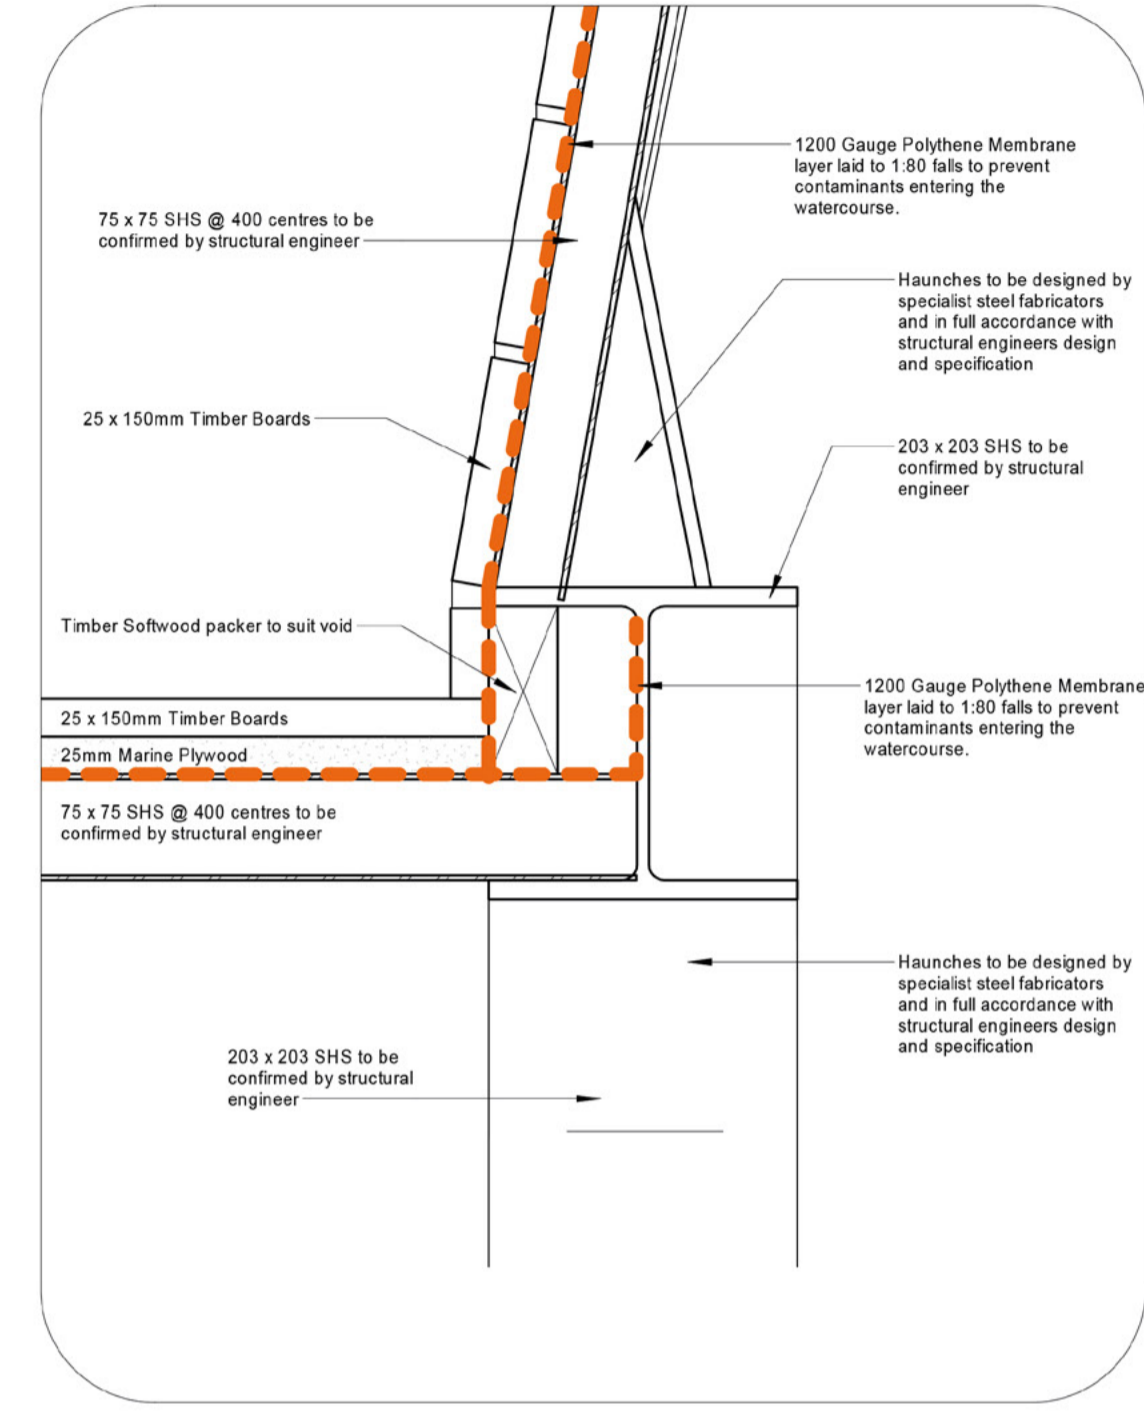 1200 Gauge Polythene Membrane
layer laid to 1:80 falls to prevent
contaminants entering the
watercourse.
75 x 75 SHS @ 400 centres to be
confirmed by structural engineer
Haunches to be designed by
specialist steel fabricators
and in full accordance with
structural engineers design
and specification
25 x 150mm Timber Boards
203 x 203 SHS to be
confirmed by structural
engineer
Timber Softwood packer to suit void
1200 Gauge Polythene Membrane
layer laid to 1:80 falls to prevent
contaminants entering the
watercourse.
25 x 150mm Timber Boards
25mm Marine Plywood
75 x 75 SHS @ 400 centres to be
confirmed by structural engineer
Haunches to be designed by
specialist steel fabricators
and in full accordance with
structural engineers design
and specification
203 x 203 SHS to be
confirmed by structural
engineer